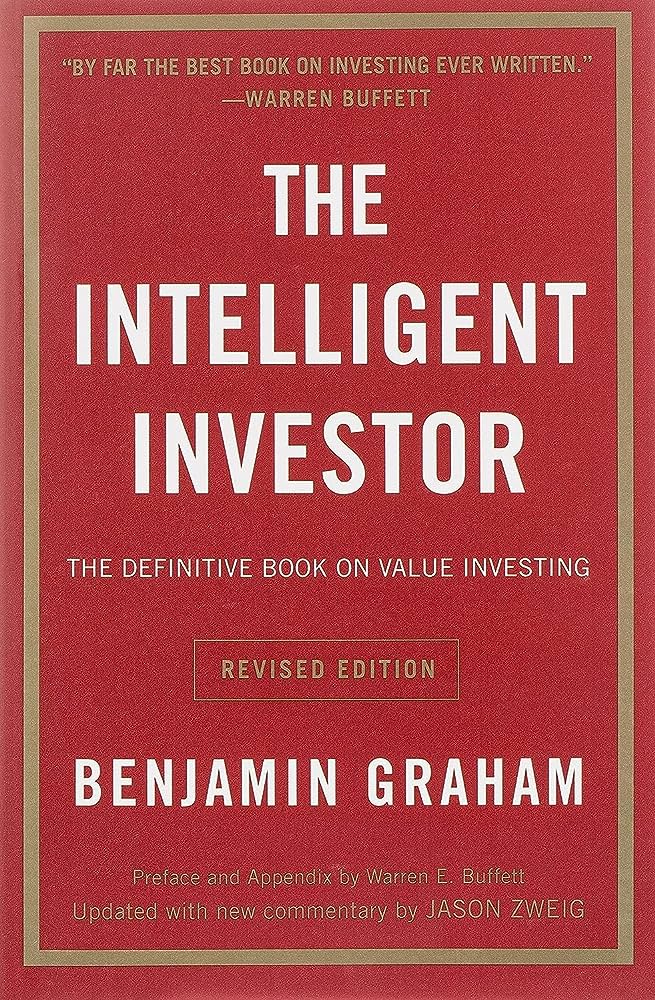 “BY FAR THE BEST BOOK ON INVESTING EVER WRITTEN.”
—WARREN BUFFETT
THE
INTELLIGENT
INVESTOR
THE DEFINITIVE BOOK ON VALUE INVESTING
REVISED EDITION
BENJAMIN GRAHAM
Preface and Appendix by Warren E. Buffett
Updated with new commentary by JASON ZWEIG